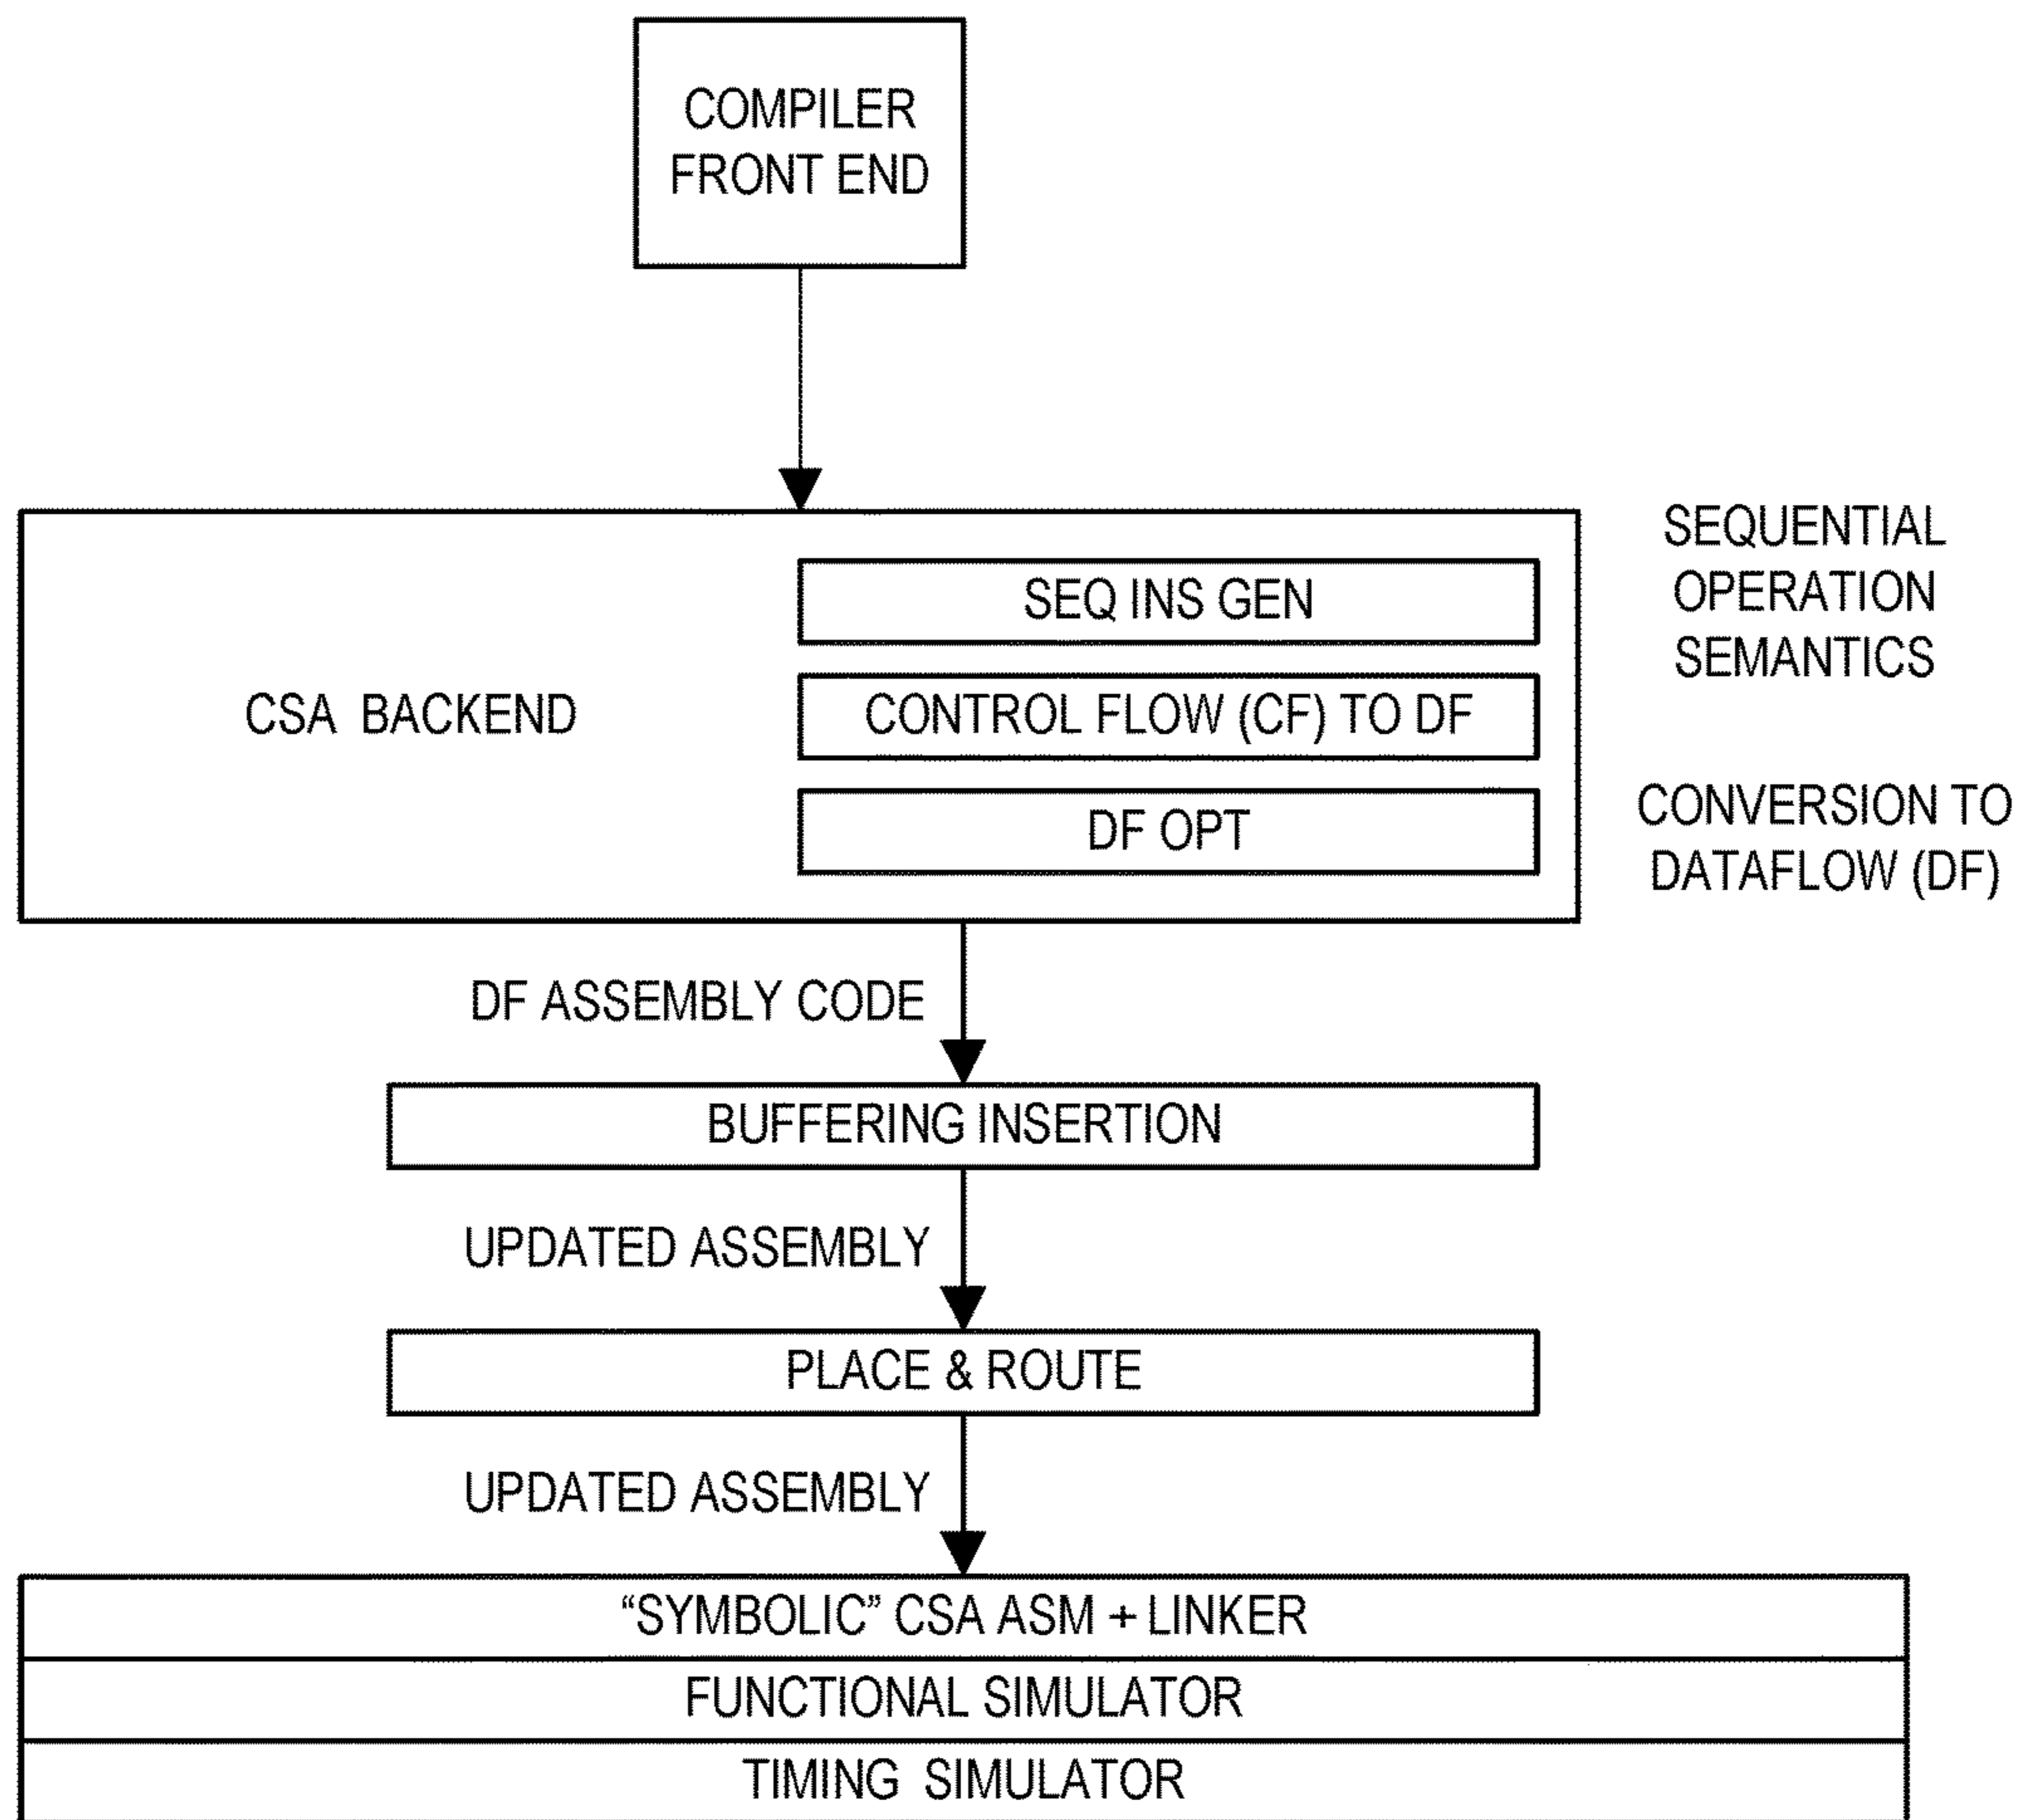 COMPILER
FRONT END
SEQUENTIAL
OPERATION
SEMANTICS
SEQ INS GEN
CSA BACKEND
CONTROL FLOW (CF) TO DF
DF OPT
CONVERSION TO
DATAFLOW (DF)
DF ASSEMBLY CODE
BUFFERING INSERTION
UPDATED ASSEMBLY
PLACE & ROUTE
UPDATED ASSEMBLY
“SYMBOLIC” CSA ASM + LINKER
FUNCTIONAL SIMULATOR
TIMING SIMULATOR